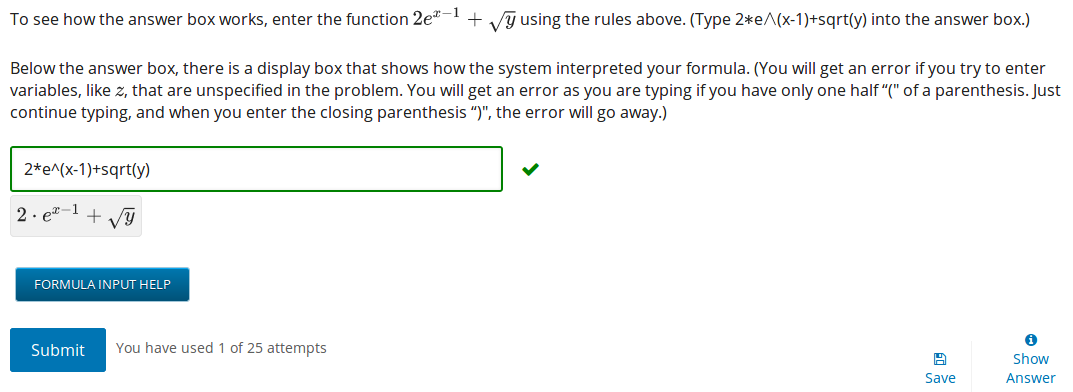 To see how the answer box works, enter the function 2e^{x−1} + √y using the rules above. (Type 2*e/\(x-1)+sqrt(y) into the answer box.)
Below the answer box, there is a display box that shows how the system interpreted your formula. (You will get an error if you try to enter
variables, like z, that are unspecified in the problem. You will get an error as you are typing if you have only one half “(" of a parenthesis. Just
continue typing, and when you enter the closing parenthesis “)", the error will go away.)
2*e^(x-1)+sqrt(y)
2 · e^{x−1} + √y
FORMULA INPUT HELP
Submit
You have used 1 of 25 attempts
Save
Show
Answer